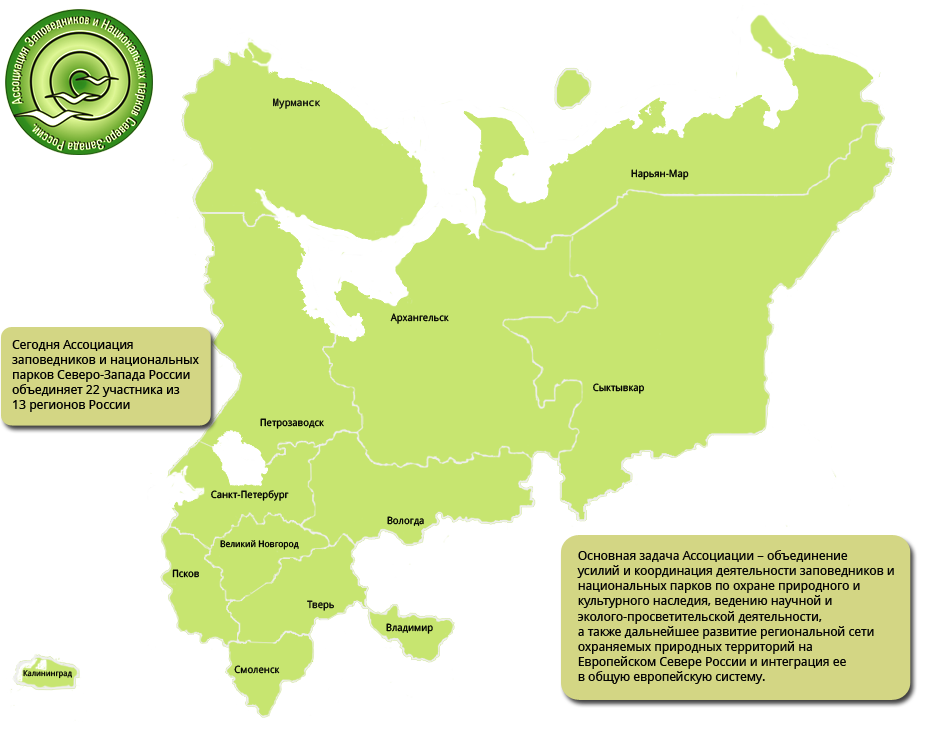 Ассоциация Заповедников и Национальных парков Северо-Запада России.
Мурманск
Нарьян-Мар
Архангельск
Сегодня Ассоциация
заповедников и национальных
парков Северо-Запада России
объединяет 22 участника из
13 регионов России
Сыктывкар
Петрозаводск
Санкт-Петербург
Вологда
Великий Новгород
Псков
Тверь
Владимир
Смоленск
Калининград
Основная задача Ассоциации – объединение
усилий и координация деятельности заповедников и
национальных парков по охране природного и
культурного наследия, ведению научной и
эколого-просветительской деятельности,
а также дальнейшее развитие региональной сети
охраняемых природных территорий на
Европейском Севере России и интеграция ее
в общую европейскую систему.